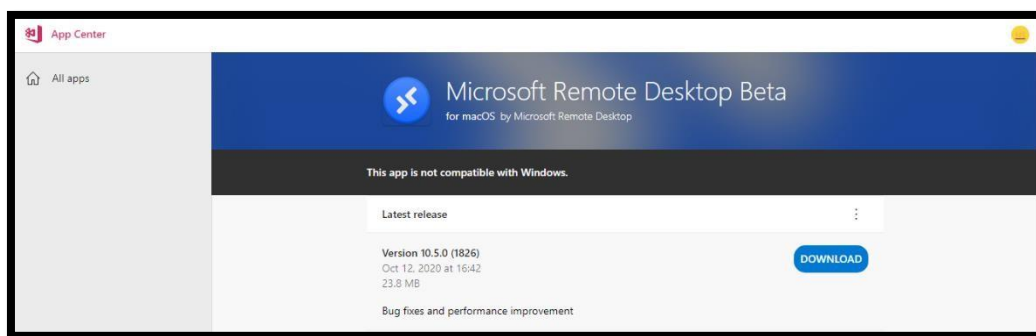 App Center
All apps
Microsoft Remote Desktop Beta
for macOS by Microsoft Remote Desktop
This app is not compatible with Windows.
Latest release
Version 10.5.0 (1826)
Oct 12, 2020 at 16:42
23.8 MB
DOWNLOAD
Bug fixes and performance improvement